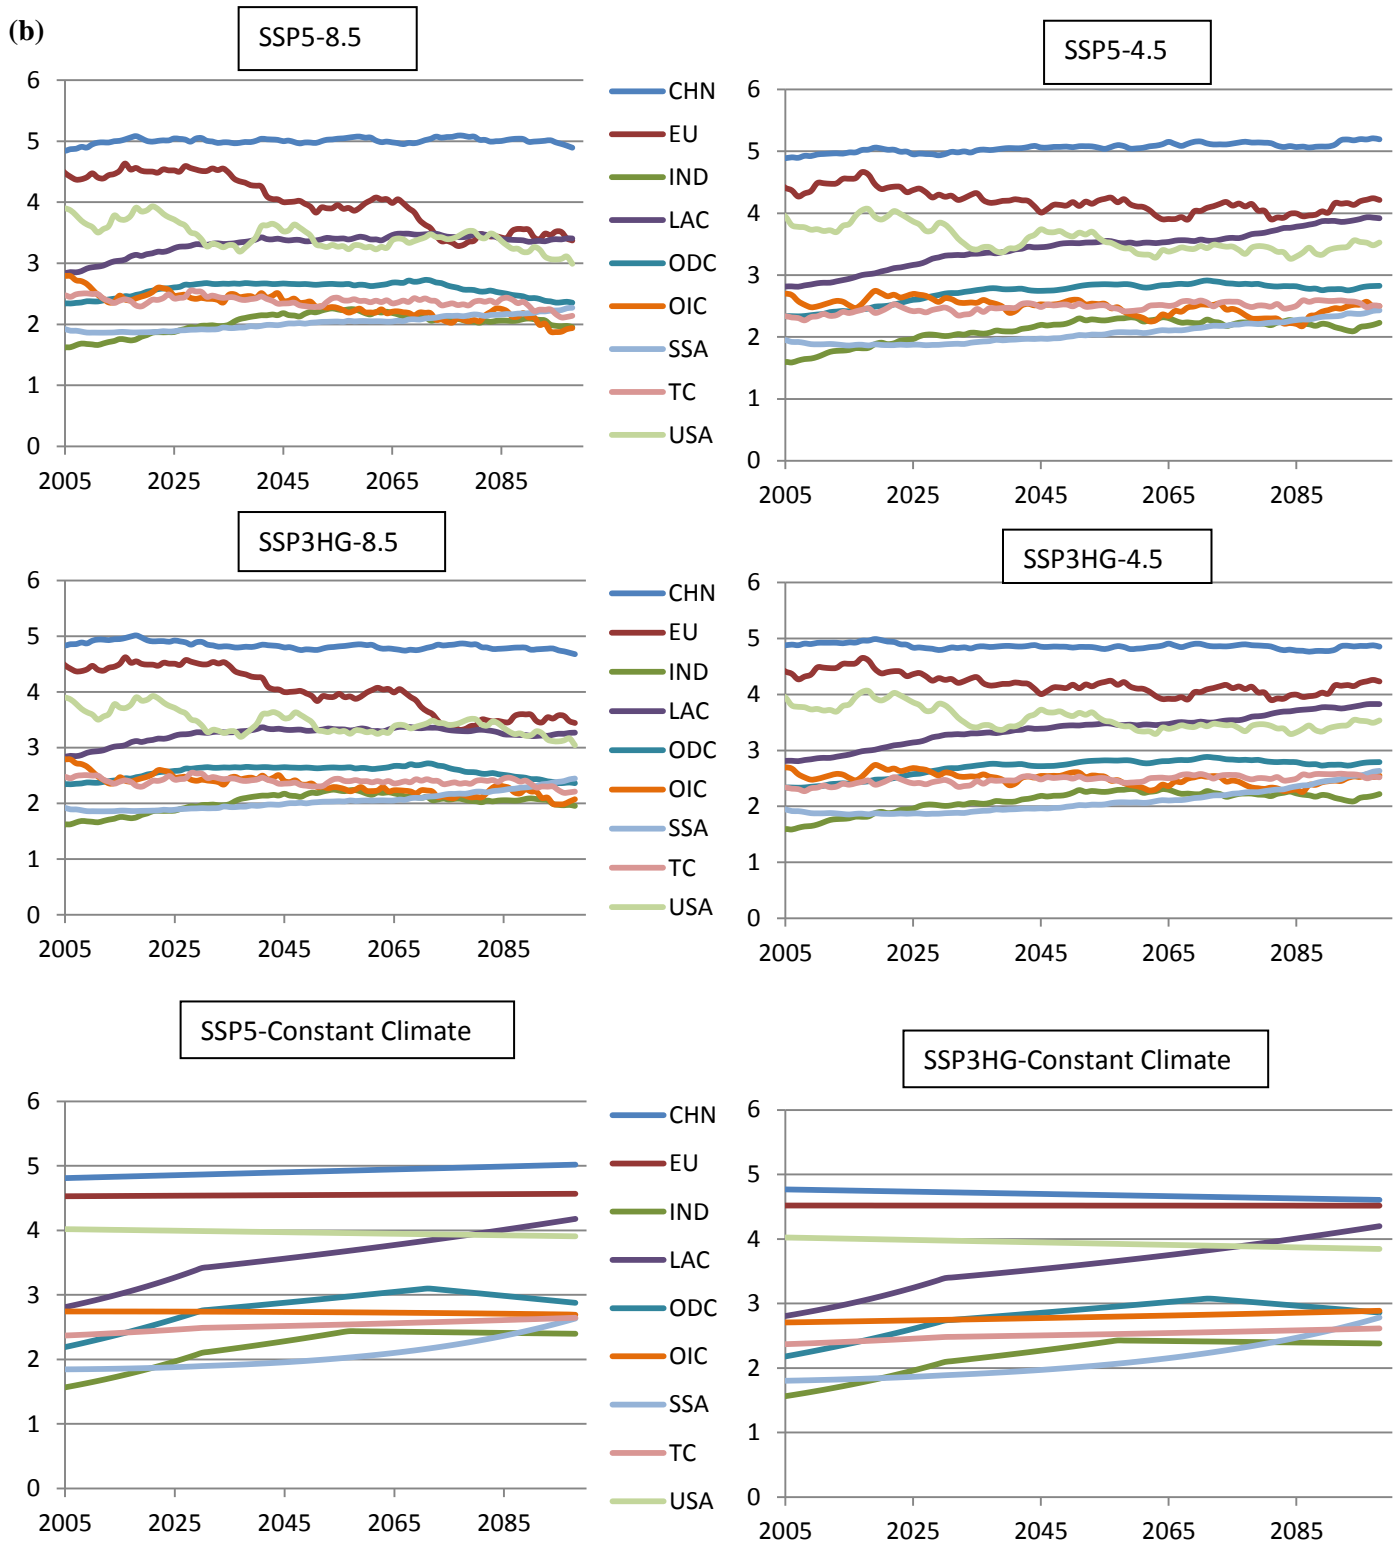 (b)
SSP5-8.5
6
5
4
3
2
1
0
2005 2025 2045 2065 2085
CHN
EU
IND
LAC
ODC
OIC
SSA
TC
USA
SSP5-4.5
6
5
4
3
2
1
0
2005 2025 2045 2065 2085
SSP3HG-8.5
6
5
4
3
2
1
0
2005 2025 2045 2065 2085
CHN
EU
IND
LAC
ODC
OIC
SSA
TC
USA
SSP3HG-4.5
6
5
4
3
2
1
0
2005 2025 2045 2065 2085
SSP5-Constant Climate
6
5
4
3
2
1
0
2005 2025 2045 2065 2085
CHN
EU
IND
LAC
ODC
OIC
SSA
TC
USA
SSP3HG-Constant Climate
6
5
4
3
2
1
0
2005 2025 2045 2065 2085